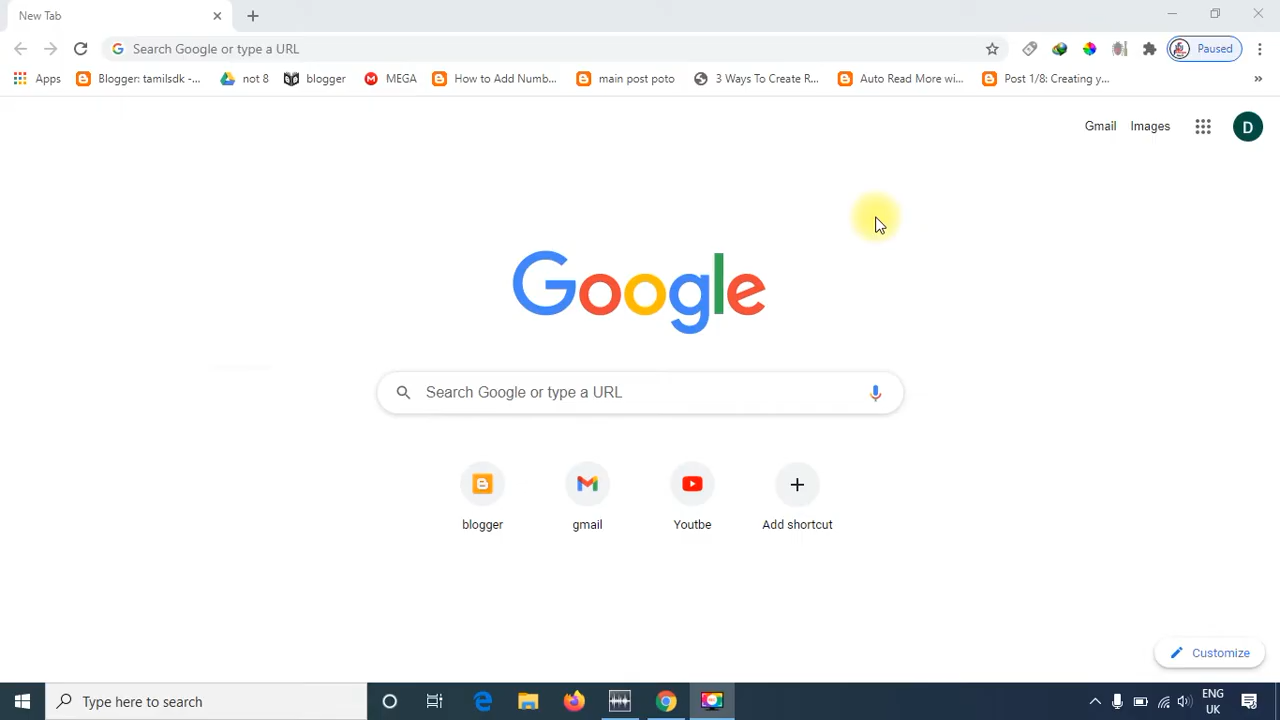 New Tab
Search Google or type a URL
Paused
Apps
Blogger: tamilsdk -...
not 8
blogger
MEGA
How to Add Numb...
main post poto
3 Ways To Create R...
Auto Read More wi...
Post 1/8: Creating y...
Gmail
Images
D
Google
Search Google or type a URL
blogger
gmail
Youtbe
Add shortcut
Customize
Type here to search
ENG
UK